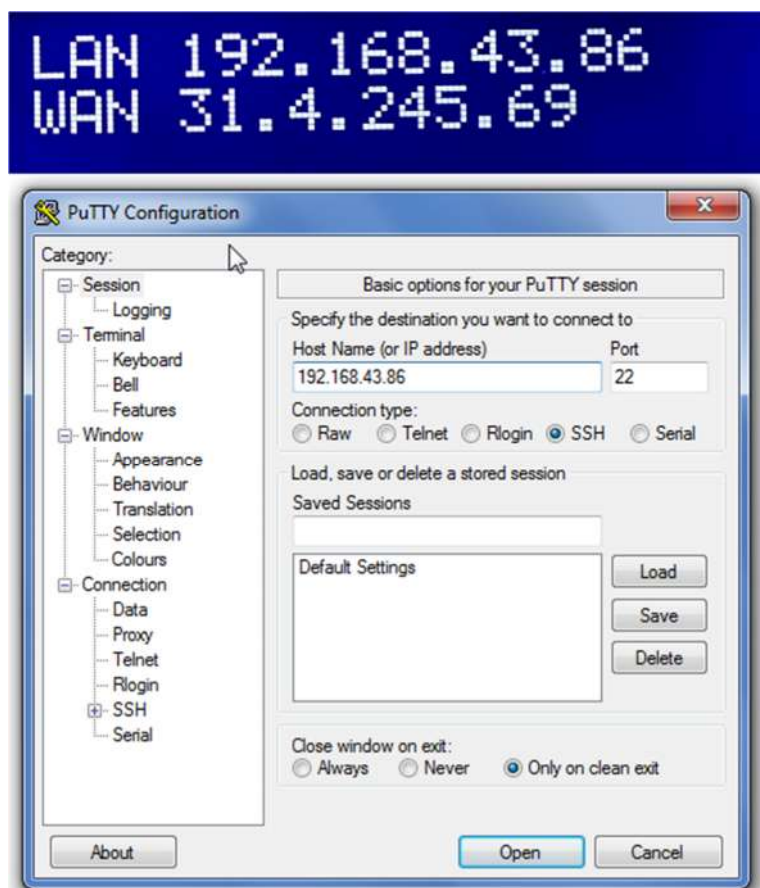 LAN 192.168.43.86
WAN 31.4.245.69
PuTTY Configuration
Category:
Session
Logging
Terminal
Keyboard
Bell
Features
Window
Appearance
Behaviour
Translation
Selection
Colours
Connection
Data
Proxy
Telnet
Rlogin
SSH
Serial
Basic options for your PuTTY session
Specify the destination you want to connect to
Host Name (or IP address) Port
192.168.43.86 22
Connection type:
Raw Telnet Rlogin SSH Serial
Load, save or delete a stored session
Saved Sessions
Default Settings
Load
Save
Delete
Close window on exit:
Always Never Only on clean exit
About Open Cancel